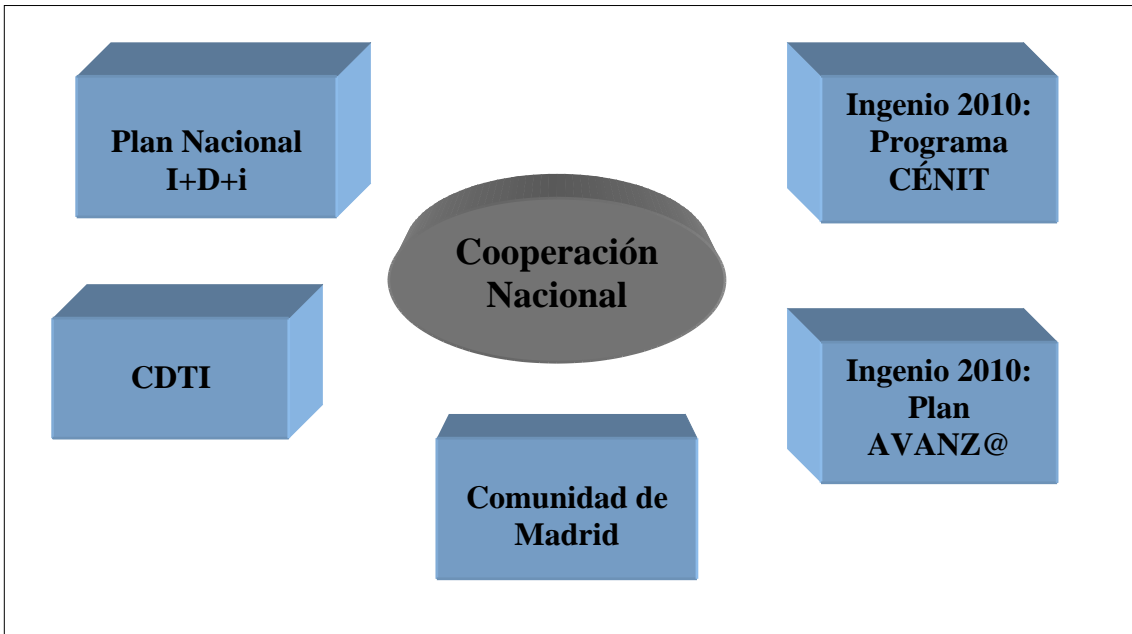 Plan Nacional
I+D+i
Ingenio 2010:
Programa
CÉNIT
Cooperación
Nacional
CDTI
Ingenio 2010:
Plan
AVANZ@
Comunidad de
Madrid